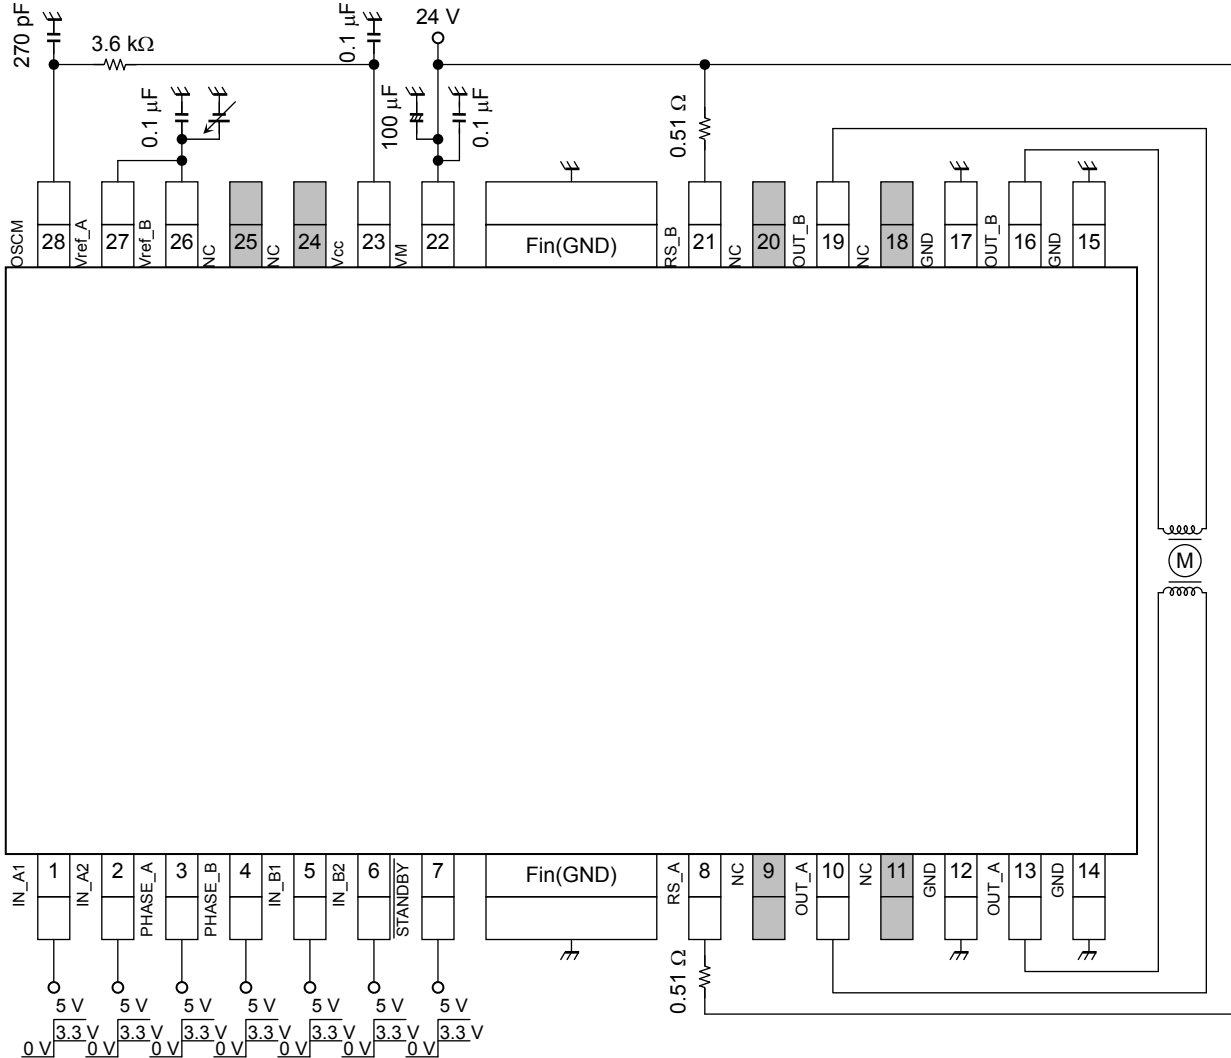 270 pF
3.6 kΩ
0.1 μF
24 V
0.1 μF
100 μF
0.1 μF
0.51 Ω
OSCM
Vref_A
Vref_B
NC
NC
Vcc
VM
RS_B
NC
OUT_B
NC
GND
OUT_B
GND
28 27 26 25 24 23 22 Fin(GND) 21 20 19 18 17 16 15
M
1 2 3 4 5 6 7 Fin(GND) 8 9 10 11 12 13 14
IN_A1
IN_A2
PHASE_A
PHASE_B
IN_B1
IN_B2
STANDBY
RS_A
NC
OUT_A
NC
GND
OUT_A
GND
0.51 Ω
5 V 5 V 5 V 5 V 5 V 5 V 5 V
3.3 V 3.3 V 3.3 V 3.3 V 3.3 V 3.3 V 3.3 V
0 V 0 V 0 V 0 V 0 V 0 V 0 V